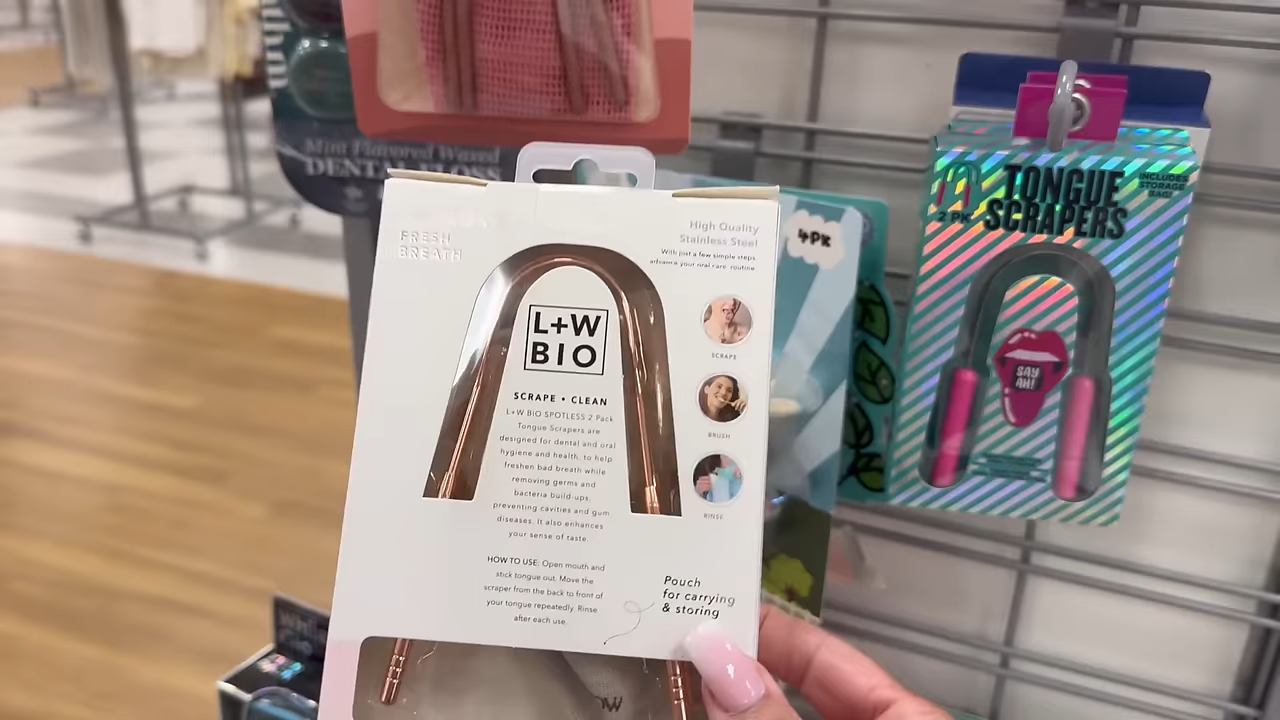 Mint Flavored Waxed
DENTAL FLOSS
FRESH
BREATH
High Quality
Stainless Steel
With just a few simple steps
advance your oral care routine
L+W
BIO
SCRAPE • CLEAN
L+W BIO SPOTLESS 2 Pack
Tongue Scrapers are
designed for dental and oral
hygiene and health, to help
freshen bad breath while
removing germs and
bacteria build-ups,
preventing cavities and gum
diseases. It also enhances
your sense of taste.
HOW TO USE: Open mouth and
stick tongue out. Move the
scraper from the back to front of
your tongue repeatedly. Rinse
after each use.
SCRAPE
BRUSH
RINSE
Pouch
for carrying
& storing
4PK
TONGUE
SCRAPERS
2 PK
INCLUDES
STORAGE
BAG!
SAY
AH!